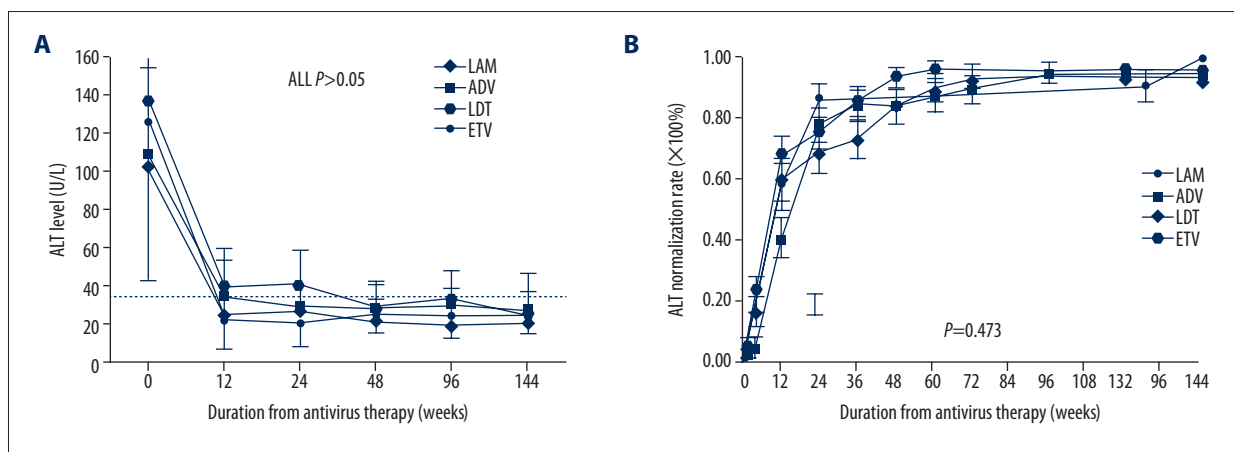 A
160
140
120
100
80
60
40
20
0
ALT level (U/L)
ALL P>0.05
LAM
ADV
LDT
ETV
0 12 24 48 96 144
Duration from antivirus therapy (weeks)
B
1.00
0.80
0.60
0.40
0.20
0.00
ALT normalization rate (×100%)
LAM
ADV
LDT
ETV
P=0.473
0 12 24 36 48 60 72 84 96 108 132 96 144
Duration from antivirus therapy (weeks)